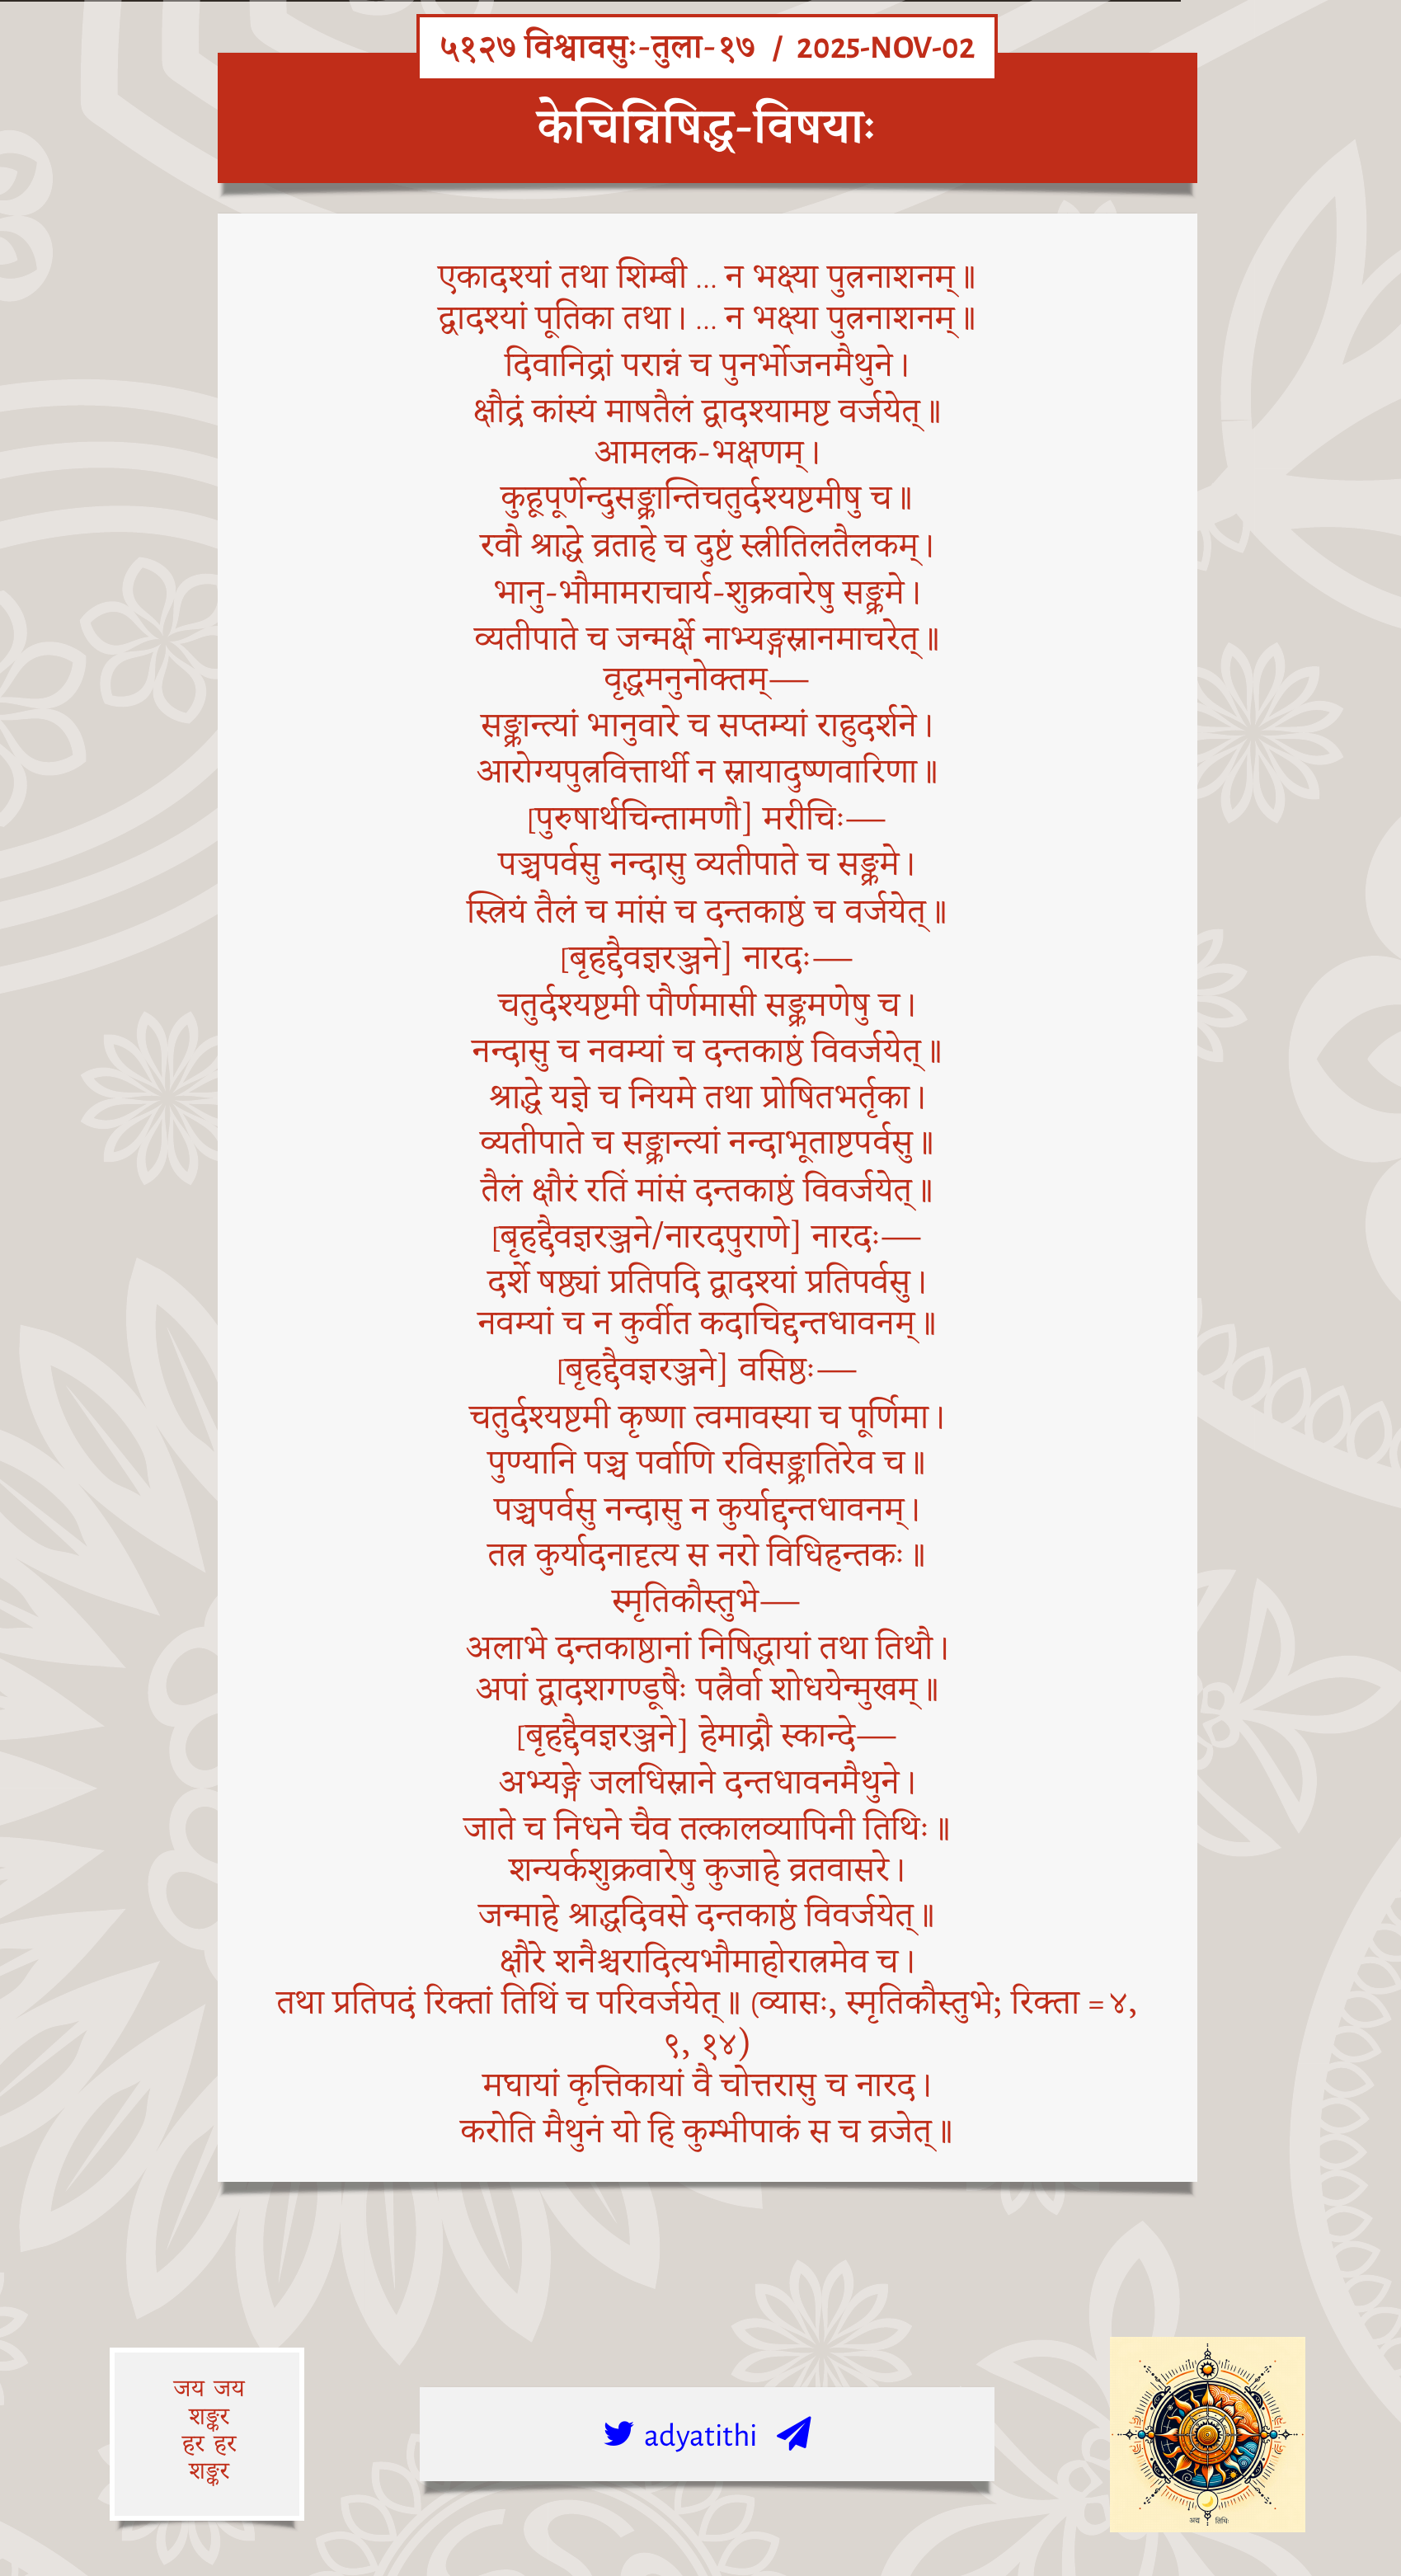 ५१२७ विश्वावसुः-तुला-१७ / 2025-NOV-02
केचिन्निषिद्ध-विषयाः
एकादश्यां तथा शिम्बी ... न भक्ष्या पुत्रनाशनम्॥
द्वादश्यां पूतिका तथा। ... न भक्ष्या पुत्रनाशनम्॥
दिवानिद्रां परान्नं च पुनर्भोजनमैथुने।
क्षौद्रं कांस्यं माषतैलं द्वादश्यामष्ट वर्जयेत्॥
आमलक-भक्षणम्।
कुहूपूर्णेन्दुसङ्क्रान्तिचतुर्दश्यष्टमीषु च॥
रवौ श्राद्धे व्रताहे च दुष्टं स्त्रीतिलतैलकम्।
भानु-भौमामराचार्य-शुक्रवारेषु सङ्क्रमे।
व्यतीपाते च जन्मर्क्षे नाभ्यङ्गस्नानमाचरेत्॥
वृद्धमनुनोक्तम्—
सङ्क्रान्त्यां भानुवारे च सप्तम्यां राहुदर्शने।
आरोग्यपुत्रवित्तार्थी न स्नायादुष्णवारिणा॥
[पुरुषार्थचिन्तामणौ] मरीचिः—
पञ्चपर्वसु नन्दासु व्यतीपाते च सङ्क्रमे।
स्त्रियं तैलं च मांसं च दन्तकाष्ठं च वर्जयेत्॥
[बृहद्दैवज्ञरञ्जने] नारदः—
चतुर्दश्यष्टमी पौर्णमासी सङ्क्रमणेषु च।
नन्दासु च नवम्यां च दन्तकाष्ठं विवर्जयेत्॥
श्राद्धे यज्ञे च नियमे तथा प्रोषितभर्तृका।
व्यतीपाते च सङ्क्रान्त्यां नन्दाभूताष्टपर्वसु॥
तैलं क्षौरं रतिं मांसं दन्तकाष्ठं विवर्जयेत्॥
[बृहद्दैवज्ञरञ्जने/नारदपुराणे] नारदः—
दर्शे षष्ठ्यां प्रतिपदि द्वादश्यां प्रतिपर्वसु।
नवम्यां च न कुर्वीत कदाचिद्दन्तधावनम्॥
[बृहद्दैवज्ञरञ्जने] वसिष्ठः—
चतुर्दश्यष्टमी कृष्णा त्वमावस्या च पूर्णिमा।
पुण्यानि पञ्च पर्वाणि रविसङ्क्रातिरेव च॥
पञ्चपर्वसु नन्दासु न कुर्याद्दन्तधावनम्।
तत्र कुर्यादनादृत्य स नरो विधिहन्तकः॥
स्मृतिकौस्तुभे—
अलाभे दन्तकाष्ठानां निषिद्धायां तथा तिथौ।
अपां द्वादशगण्डूषैः पत्रैर्वा शोधयेन्मुखम्॥
[बृहद्दैवज्ञरञ्जने] हेमाद्रौ स्कान्दे—
अभ्यङ्गे जलधिस्नाने दन्तधावनमैथुने।
जाते च निधने चैव तत्कालव्यापिनी तिथिः॥
शन्यर्कशुक्रवारेषु कुजाहे व्रतवासरे।
जन्माहे श्राद्धदिवसे दन्तकाष्ठं विवर्जयेत्॥
क्षौरे शनैश्चरादित्यभौमाहोरात्रमेव च।
तथा प्रतिपदं रिक्तां तिथिं च परिवर्जयेत्॥ (व्यासः, स्मृतिकौस्तुभे; रिक्ता = ४,
९, १४)
मघायां कृत्तिकायां वै चोत्तरासु च नारद।
करोति मैथुनं यो हि कुम्भीपाकं स च व्रजेत्॥
जय जय
शङ्कर
हर हर
शङ्कर
adyatithi
अद्य तिथिः